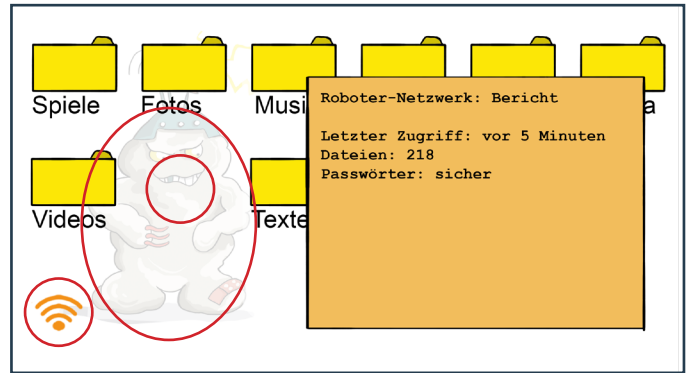 Spiele
Fotos
Musi
a
Videos
Texte
Roboter-Netzwerk: Bericht
Letzter Zugriff: vor 5 Minuten
Dateien: 218
Passwörter: sicher